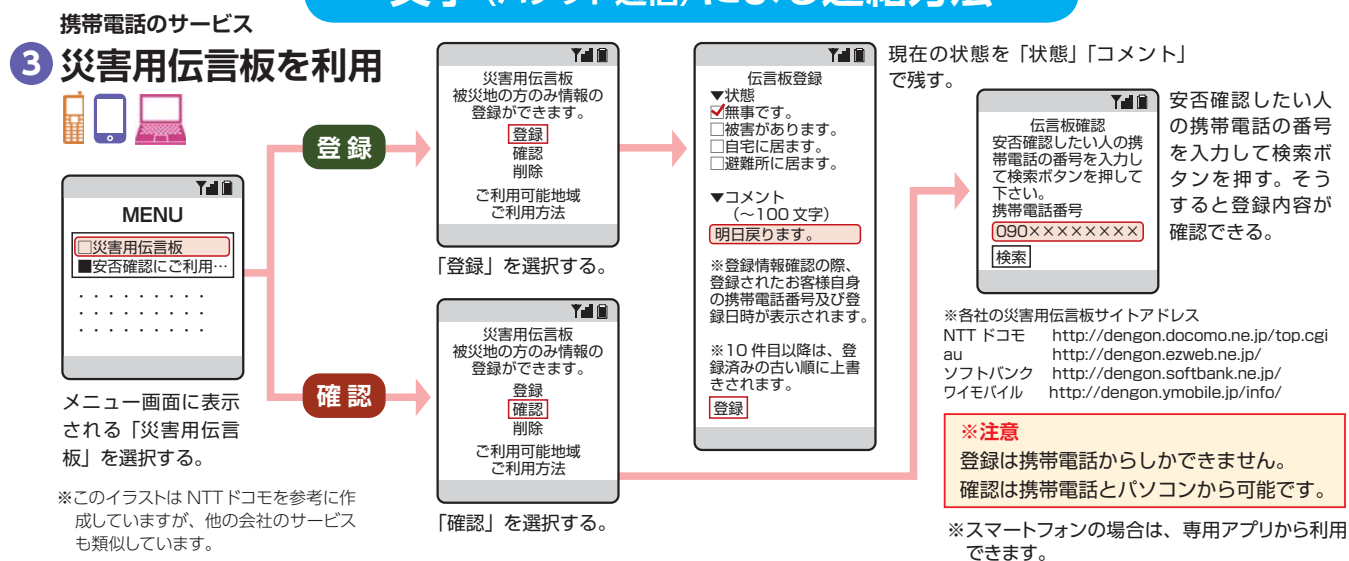 文字(パケット通信)による連絡方法
携帯電話のサービス
3 災害用伝言板を利用
MENU
□災害用伝言板
■安否確認にご利用…
・・・・・・・・・
・・・・・・・・・
・・・・・・・・・
メニュー画面に表示
される「災害用伝言
板」を選択する。
※このイラストは NTTドコモを参考に作
成していますが、他の会社のサービス
も類似しています。
登録
災害用伝言板
被災地の方のみ情報の
登録ができます。
登録
確認
削除
ご利用可能地域
ご利用方法
「登録」を選択する。
確認
災害用伝言板
被災地の方のみ情報の
登録ができます。
登録
確認
削除
ご利用可能地域
ご利用方法
「確認」を選択する。
伝言板登録
▼状態
☑無事です。
□被害があります。
□自宅に居ます。
□避難所に居ます。
▼コメント
(～100 文字)
明日戻ります。
※登録情報確認の際、
登録されたお客様自身
の携帯電話番号及び登
録日時が表示されます。
※10 件目以降は、登
録済みの古い順に上書
きされます。
登録
現在の状態を「状態」「コメント」
で残す。
伝言板確認
安否確認したい人の携
帯電話の番号を入力し
て検索ボタンを押して
下さい。
携帯電話番号
090××××××××
検索
安否確認したい人
の携帯電話の番号
を入力して検索ボ
タンを押す。そう
すると登録内容が
確認できる。
※各社の災害用伝言板サイトアドレス
NTT ドコモ http://dengon.docomo.ne.jp/top.cgi
au http://dengon.ezweb.ne.jp/
ソフトバンク http://dengon.softbank.ne.jp/
ワイモバイル http://dengon.ymobile.jp/info/
※注意
登録は携帯電話からしかできません。
確認は携帯電話とパソコンから可能です。
※スマートフォンの場合は、専用アプリから利用
できます。